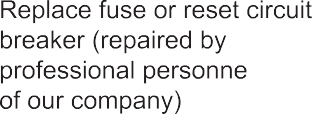 Replace fuse or reset circuit
breaker (repaired by
professional personne
of our company)